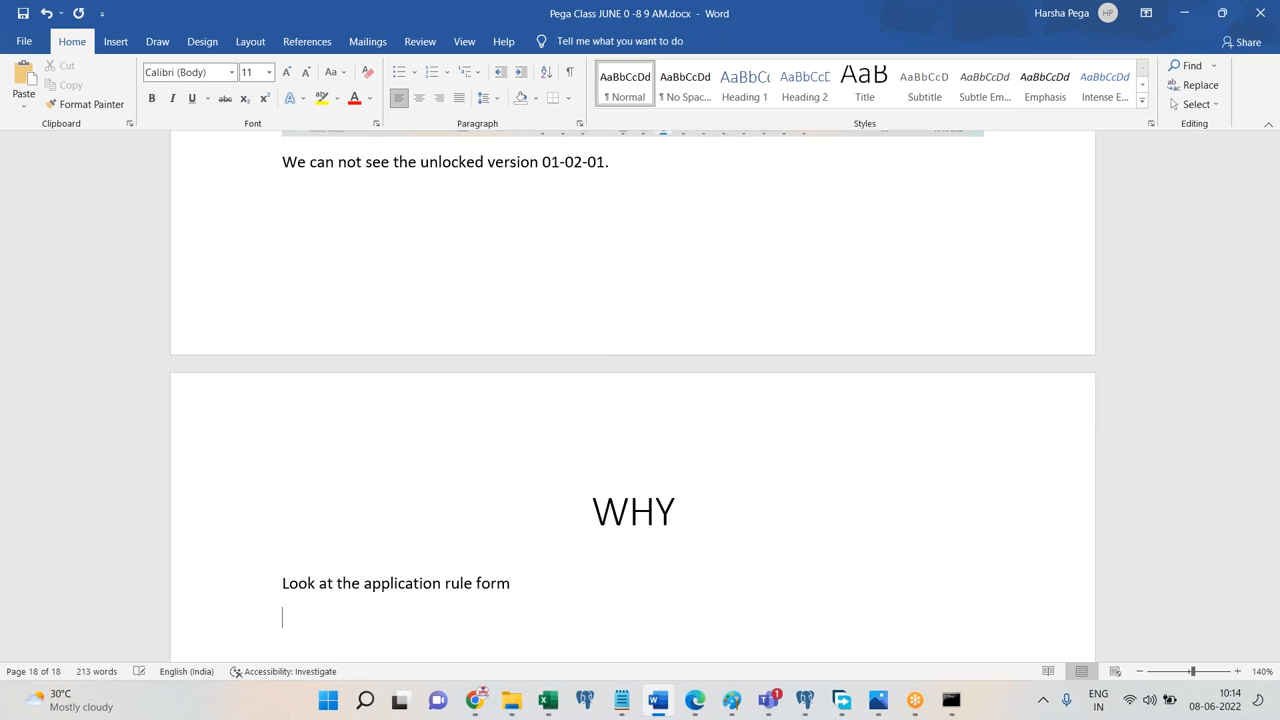 Pega Class JUNE 0 -8 9 AM.docx - Word
Harsha Pega
HP
File
Home
Insert
Draw
Design
Layout
References
Mailings
Review
View
Help
Tell me what you want to do
Share
Paste
Cut
Copy
Format Painter
Clipboard
Calibri (Body)
11
Font
Paragraph
AaBbCcDd
¶ Normal
AaBbCcDd
¶ No Spac...
AaBbCc
Heading 1
AaBbCcD
Heading 2
AaB
Title
AaBbCcD
Subtitle
AaBbCcDd
Subtle Em...
AaBbCcDd
Emphasis
AaBbCcDd
Intense E...
Styles
Find
Replace
Select
Editing
We can not see the unlocked version 01-02-01.
WHY
Look at the application rule form
Page 18 of 18
213 words
English (India)
Accessibility: Investigate
140%
30°C
Mostly cloudy
1
ENG
IN
10:14
08-06-2022